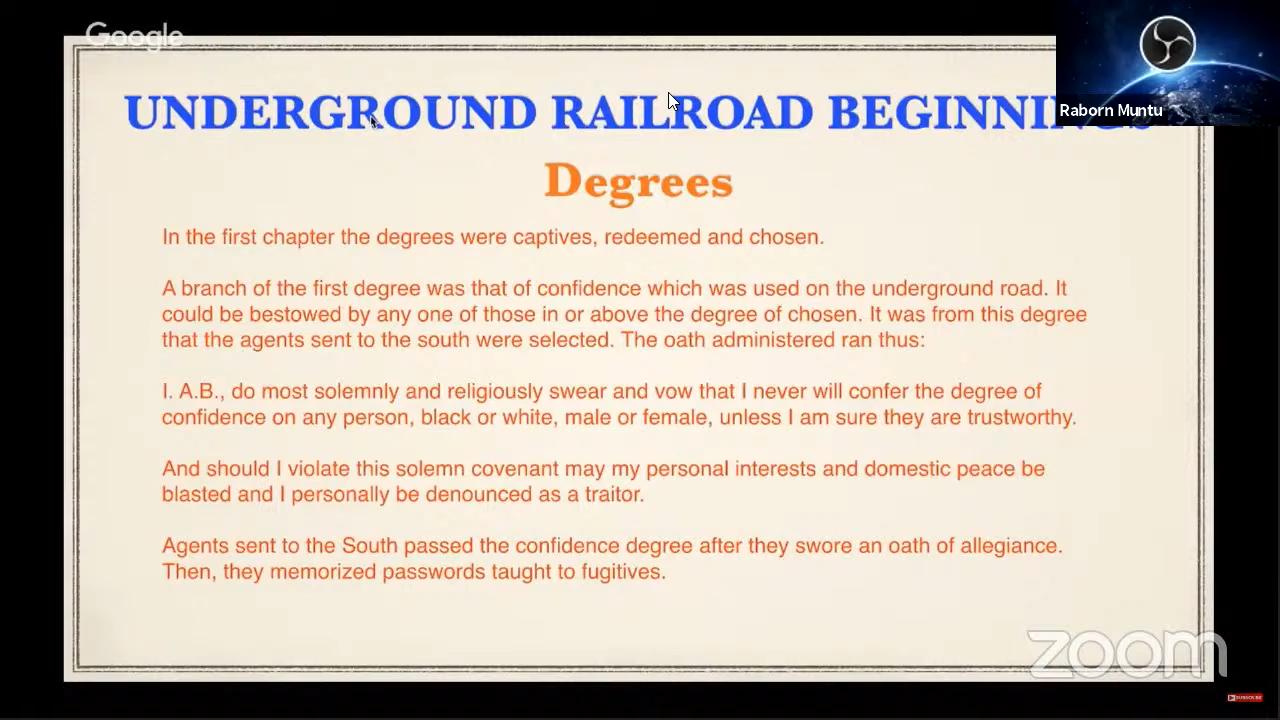 Google
UNDERGROUND RAILROAD BEGINNINGS
Raborn Muntu
Degrees
In the first chapter the degrees were captives, redeemed and chosen.
A branch of the first degree was that of confidence which was used on the underground road. It
could be bestowed by any one of those in or above the degree of chosen. It was from this degree
that the agents sent to the south were selected. The oath administered ran thus:
I. A.B., do most solemnly and religiously swear and vow that I never will confer the degree of
confidence on any person, black or white, male or female, unless I am sure they are trustworthy.
And should I violate this solemn covenant may my personal interests and domestic peace be
blasted and I personally be denounced as a traitor.
Agents sent to the South passed the confidence degree after they swore an oath of allegiance.
Then, they memorized passwords taught to fugitives.
zoom
SUBSCRIBE